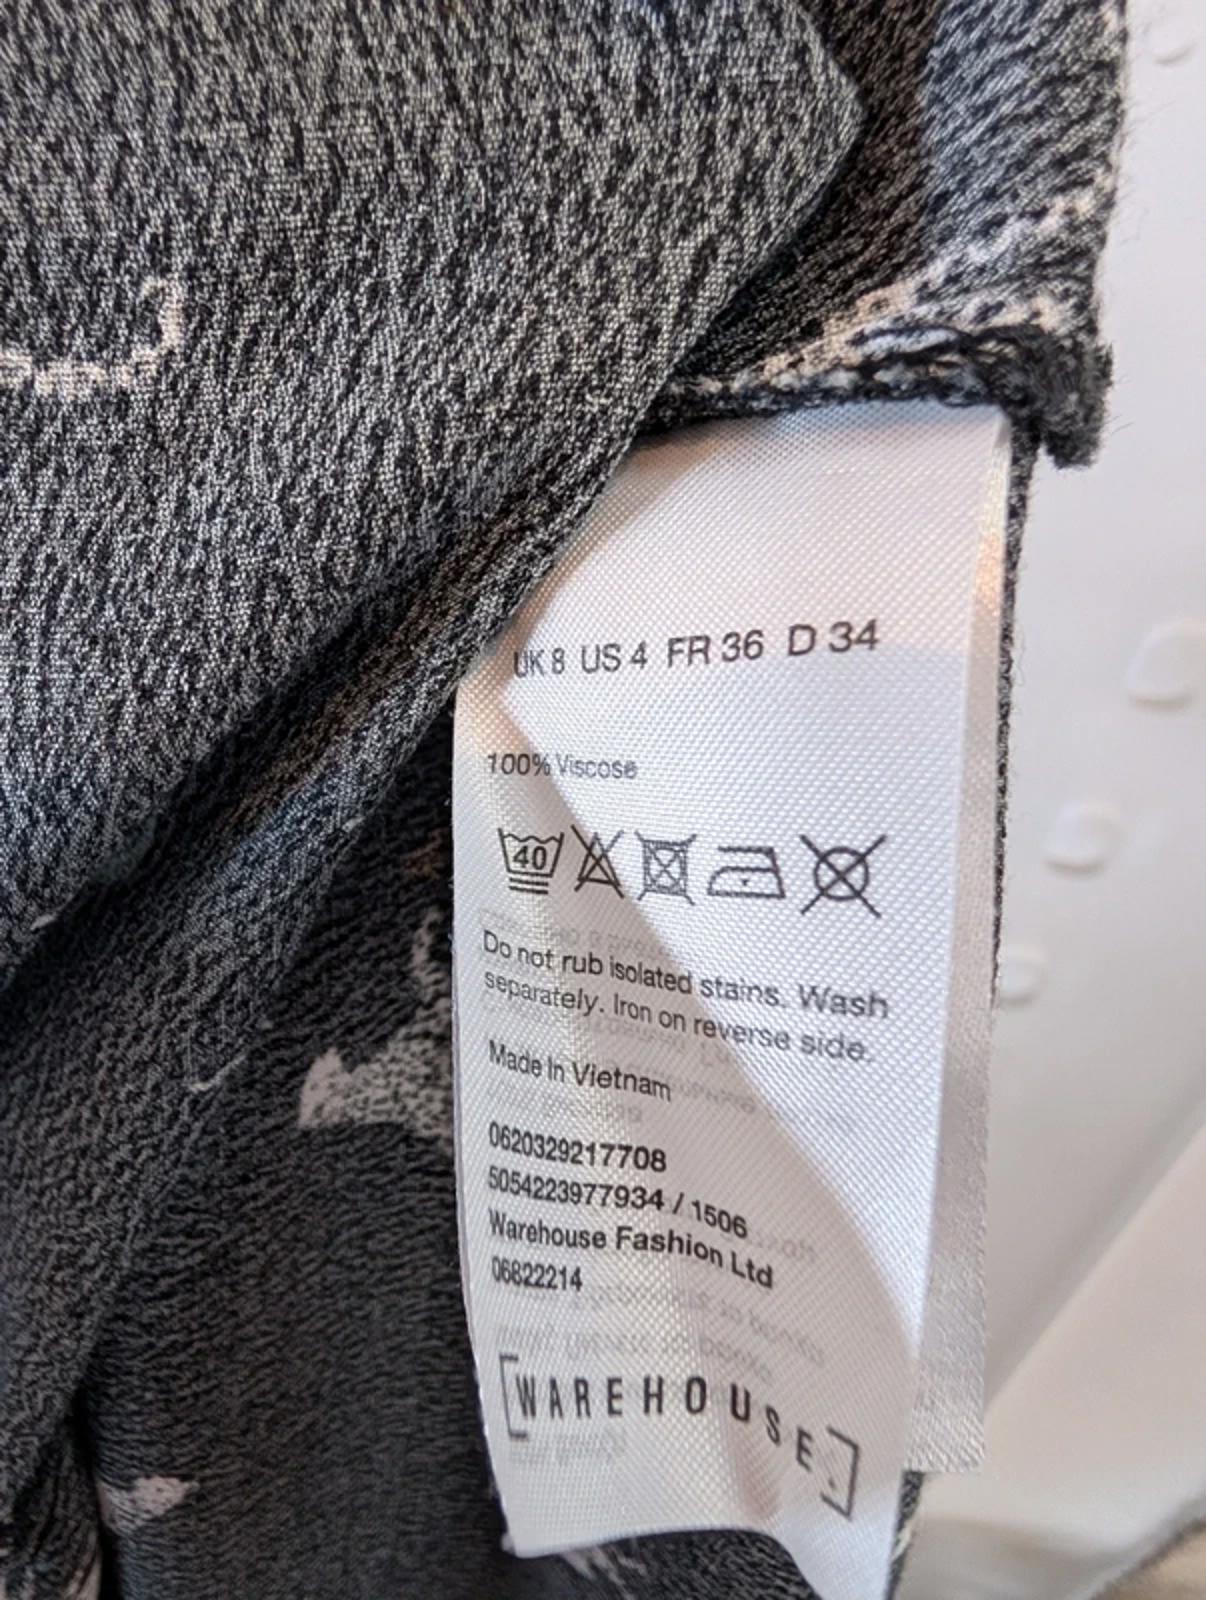 UK 8 US 4 FR 36 D 34
100% Viscose
40
Do not rub isolated stains. Wash
separately. Iron on reverse side.
Made In Vietnam
0620329217708
5054223977934 / 1506
Warehouse Fashion Ltd
06822214
[WAREHOUSE.]